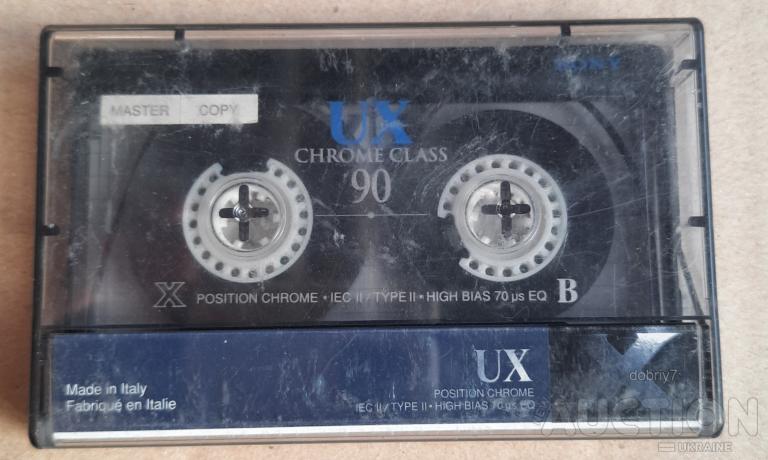 SONY
MASTER COPY
UX
CHROME CLASS
90
X POSITION CHROME • IEC II / TYPE II • HIGH BIAS 70 µs EQ B
UX
POSITION CHROME
IEC II / TYPE II • HIGH BIAS 70 µs EQ
Made in Italy
Fabriqué en Italie
dobriy7
AUCTION
UKRAINE